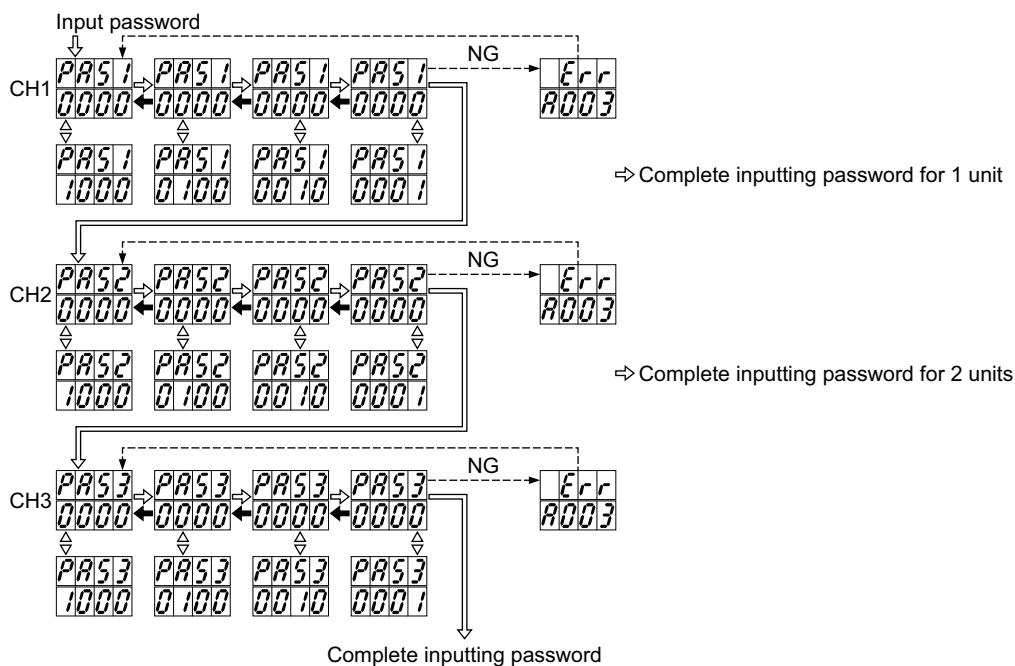 Input password
PAS1 PAS1 PAS1 PAS1 NG Err
CH1
0000 0000 0000 0000 A003
PAS1 PAS1 PAS1 PAS1
1000 0100 0010 0001
Complete inputting password for 1 unit
PAS2 PAS2 PAS2 PAS2 NG Err
CH2
0000 0000 0000 0000 A003
PAS2 PAS2 PAS2 PAS2
1000 0100 0010 0001
Complete inputting password for 2 units
PAS3 PAS3 PAS3 PAS3 NG Err
CH3
0000 0000 0000 0000 A003
PAS3 PAS3 PAS3 PAS3
1000 0100 0010 0001
Complete inputting password